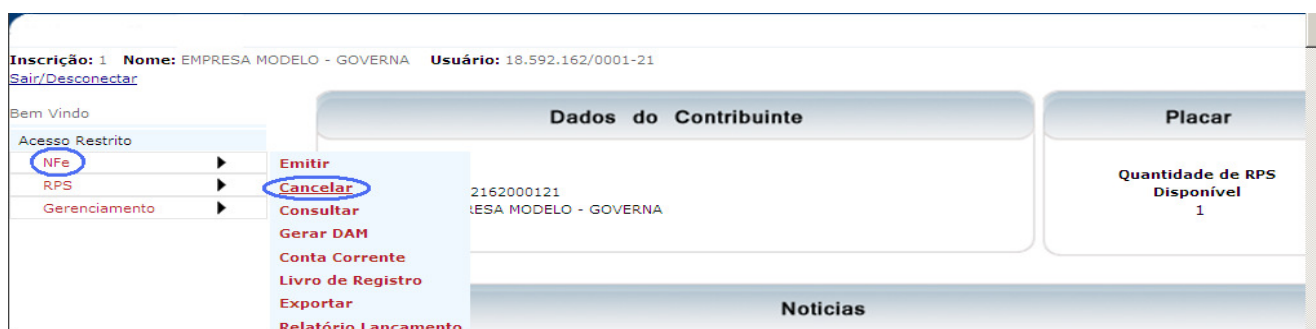 Inscrição: 1 Nome: EMPRESA MODELO - GOVERNA Usuário: 18.592.162/0001-21
Sair/Desconectar
Bem Vindo
Acesso Restrito
NFe
RPS
Gerenciamento
Emitir
Cancelar
Consultar
Gerar DAM
Conta Corrente
Livro de Registro
Exportar
Relatório Lançamento
Dados do Contribuinte
2162000121
MODELO - GOVERNA
Placar
Quantidade de RPS
Disponível
1
Noticias